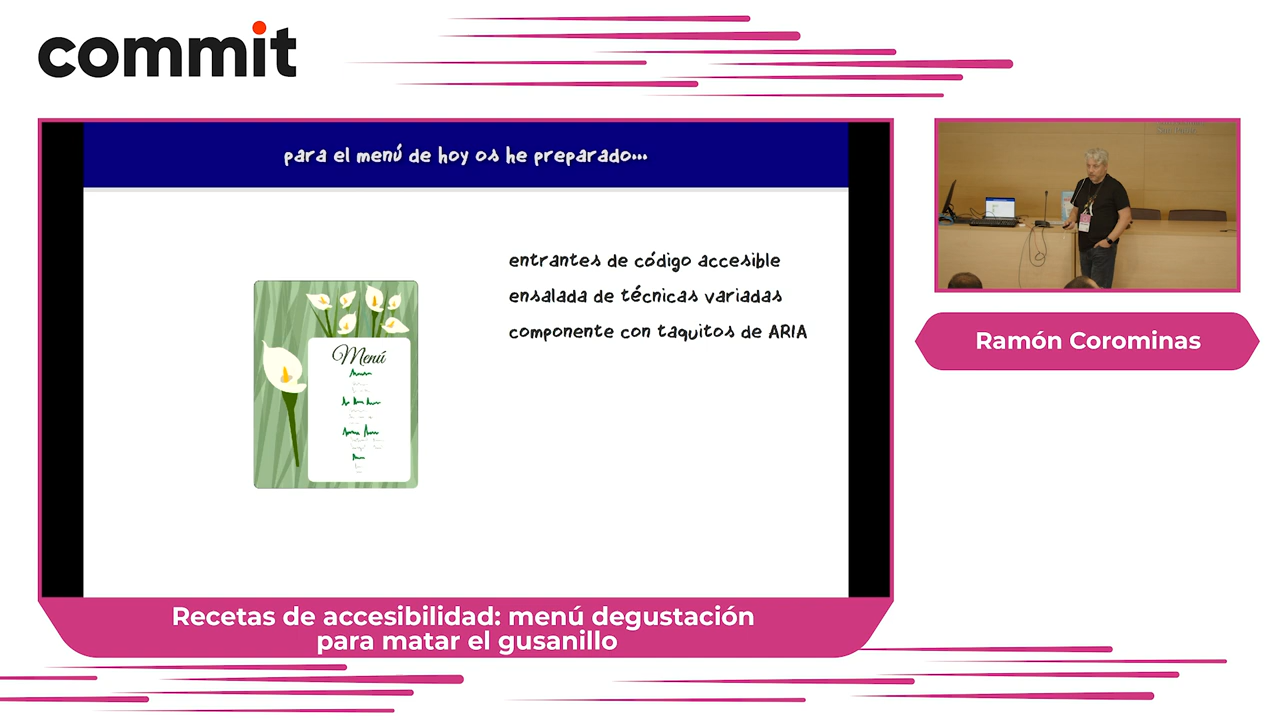 commit
para el menú de hoy os he preparado...
entrantes de código accesible
ensalada de técnicas variadas
componente con taquitos de ARIA
Menú
Ramón Corominas
Recetas de accesibilidad: menú degustación
para matar el gusanillo